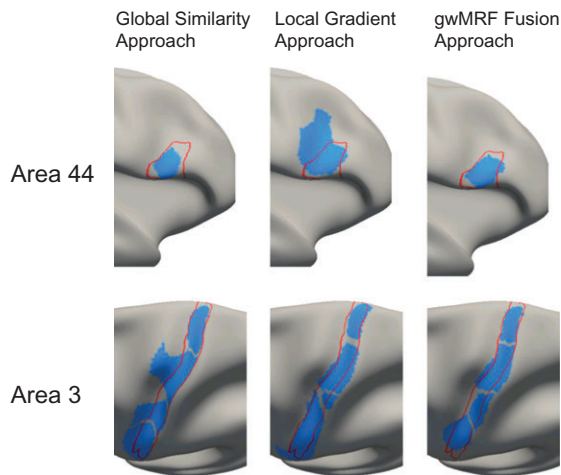 Global Similarity Approach
Local Gradient Approach
gwMRF Fusion Approach
Area 44
Area 3